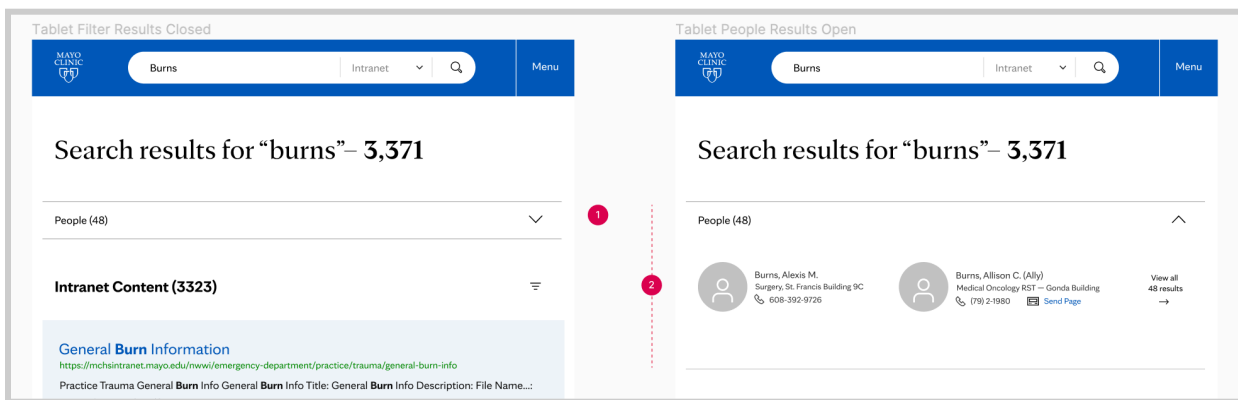 Tablet Filter Results Closed
MAYO
CLINIC
Burns
Intranet
Menu
Search results for “burns”– 3,371
People (48)
Intranet Content (3323)
General Burn Information
https://mchsintranet.mayo.edu/nwwi/emergency-department/practice/trauma/general-burn-info
Practice Trauma General Burn Info General Burn Info Title: General Burn Info Description: File Name...:
1
2
Tablet People Results Open
MAYO
CLINIC
Burns
Intranet
Menu
Search results for “burns”– 3,371
People (48)
Burns, Alexis M.
Surgery, St. Francis Building 9C
608-392-9726
Burns, Allison C. (Ally)
Medical Oncology RST — Gonda Building
(79) 2-1980 Send Page
View all
48 results